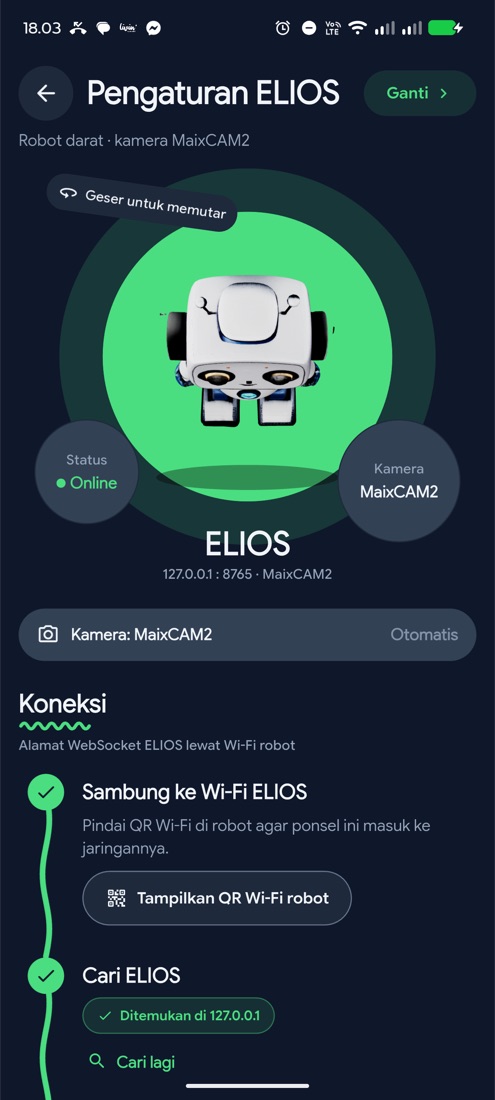 18.03
Vo))
LTE
Pengaturan ELIOS
Ganti
Robot darat · kamera MaixCAM2
Geser untuk memutar
Status
Online
Kamera
MaixCAM2
ELIOS
127.0.0.1 : 8765 · MaixCAM2
Kamera: MaixCAM2
Otomatis
Koneksi
Alamat WebSocket ELIOS lewat Wi-Fi robot
Sambung ke Wi-Fi ELIOS
Pindai QR Wi-Fi di robot agar ponsel ini masuk ke
jaringannya.
Tampilkan QR Wi-Fi robot
Cari ELIOS
Ditemukan di 127.0.0.1
Cari lagi